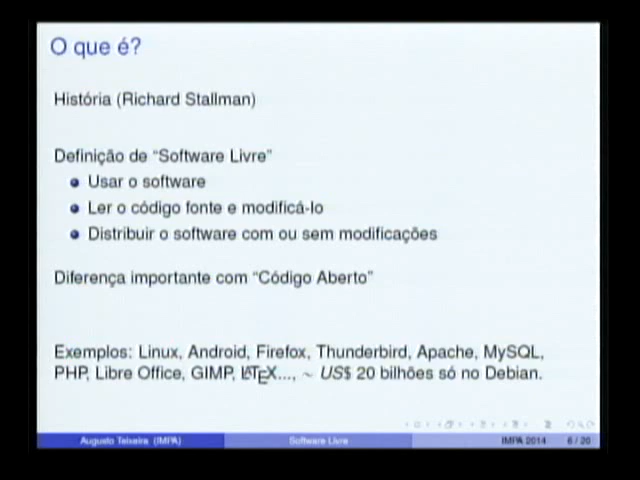 O que é?
História (Richard Stallman)
Definição de “Software Livre”
Usar o software
Ler o código fonte e modificá-lo
Distribuir o software com ou sem modificações
Diferença importante com “Código Aberto”
Exemplos: Linux, Android, Firefox, Thunderbird, Apache, MySQL,
PHP, Libre Office, GIMP, LATEX..., ~ US$ 20 bilhões só no Debian.
Augusto Teixeira (IMPA) Software Livre IMPA 2014 6 / 20